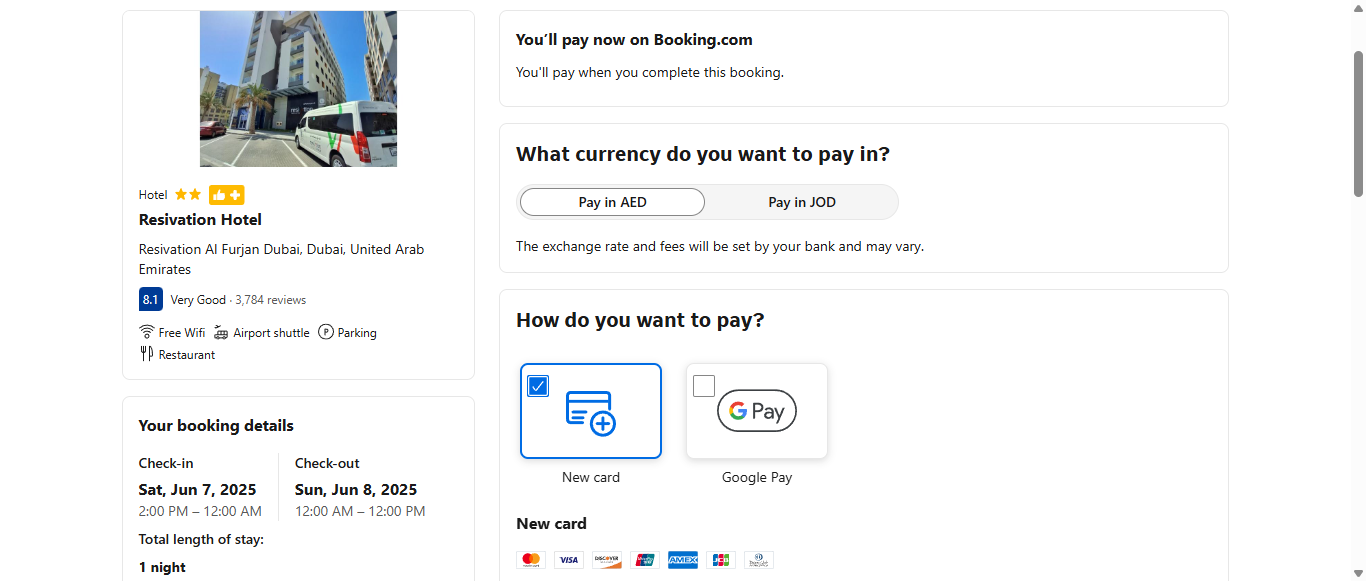 Hotel
Resivation Hotel
Resivation Al Furjan Dubai, Dubai, United Arab
Emirates
8.1 Very Good · 3,784 reviews
Free Wifi Airport shuttle P Parking
Restaurant
Your booking details
Check-in
Sat, Jun 7, 2025
2:00 PM – 12:00 AM
Check-out
Sun, Jun 8, 2025
12:00 AM – 12:00 PM
Total length of stay:
1 night
You'll pay now on Booking.com
You'll pay when you complete this booking.
What currency do you want to pay in?
Pay in AED Pay in JOD
The exchange rate and fees will be set by your bank and may vary.
How do you want to pay?
G Pay
New card Google Pay
New card
VISA DISCOVER AMEX JCB